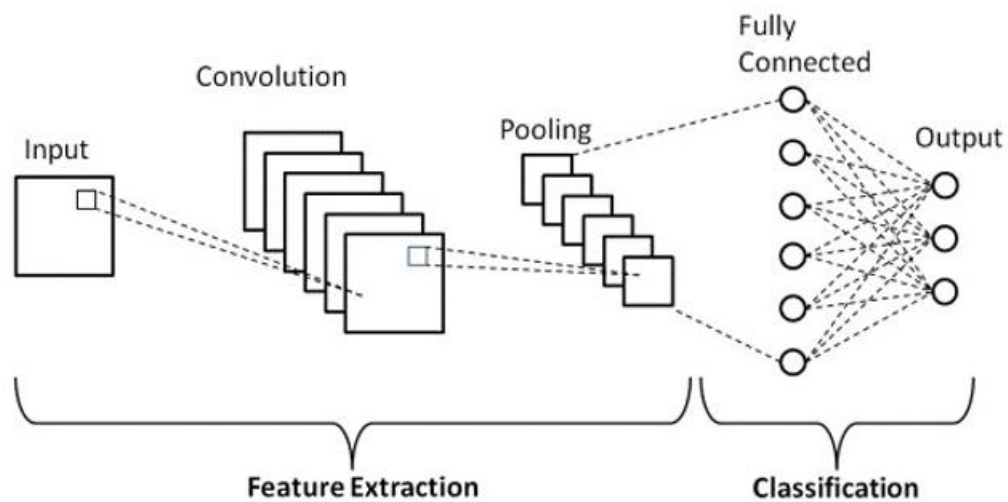 Input
Convolution
Pooling
Fully
Connected
Output
Feature Extraction
Classification